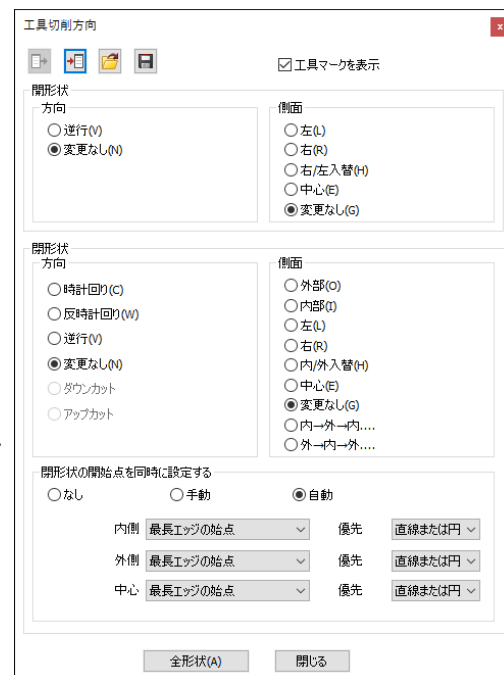 工具切削方向
工具マークを表示
開形状
方向
逆行(V)
変更なし(N)
側面
左(L)
右(R)
右/左入替(H)
中心(E)
変更なし(G)
閉形状
方向
時計回り(C)
反時計回り(W)
逆行(V)
変更なし(N)
ダウンカット
アップカット
側面
外部(O)
内部(I)
左(L)
右(R)
内/外入替(H)
中心(E)
変更なし(G)
内→外→内....
外→内→外....
閉形状の開始点を同時に設定する
なし 手動 自動
内側 最長エッジの始点 優先 直線または円
外側 最長エッジの始点 優先 直線または円
中心 最長エッジの始点 優先 直線または円
全形状(A) 閉じる